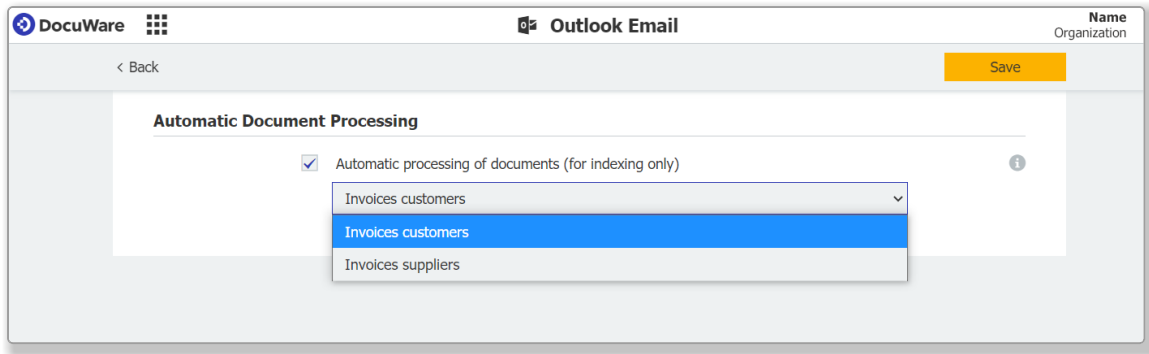 DocuWare
Outlook Email
Name
Organization
< Back
Save
Automatic Document Processing
Automatic processing of documents (for indexing only)
Invoices customers
Invoices customers
Invoices suppliers